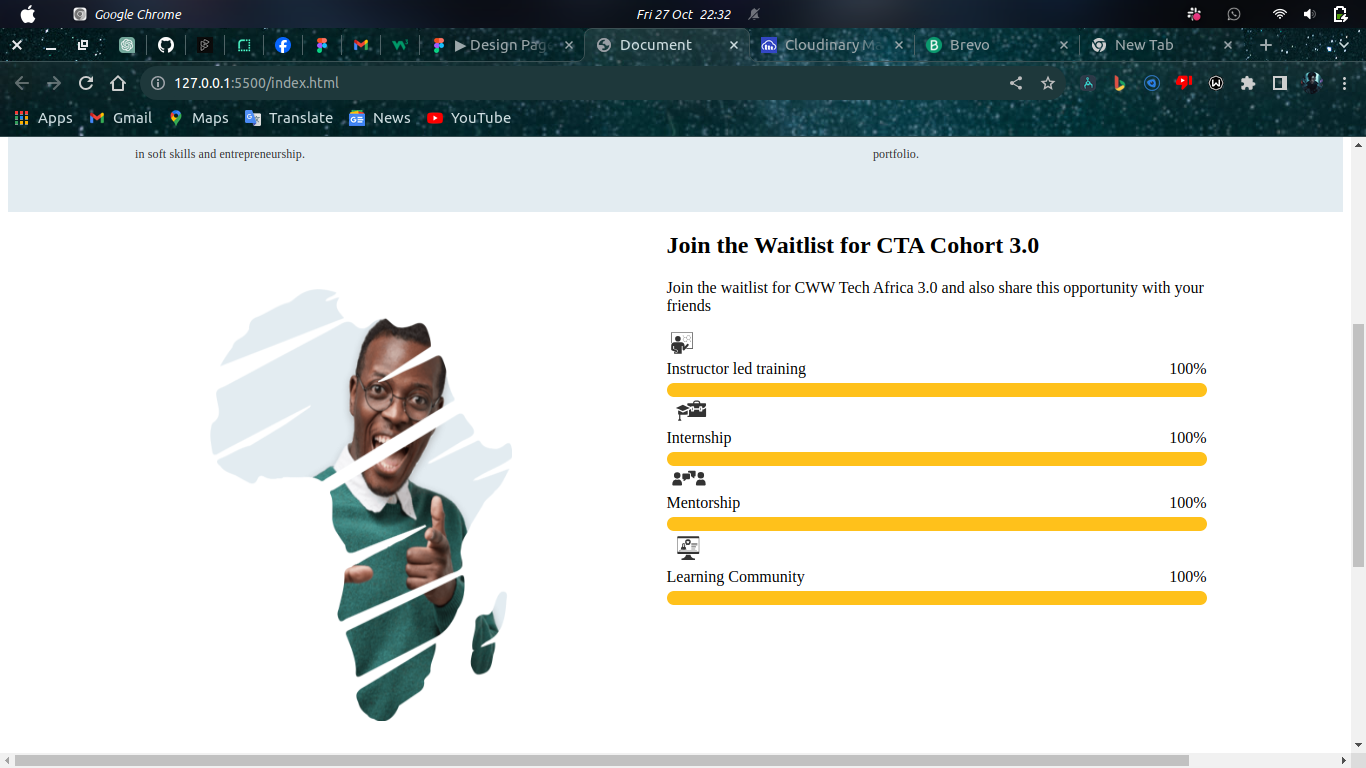 Google Chrome
Fri 27 Oct 22:32
Design Pag
Document
Cloudinary M
Brevo
New Tab
127.0.0.1:5500/index.html
Apps
Gmail
Maps
Translate
News
YouTube
in soft skills and entrepreneurship.
portfolio.
Join the Waitlist for CTA Cohort 3.0
Join the waitlist for CWW Tech Africa 3.0 and also share this opportunity with your
friends
Instructor led training 100%
Internship 100%
Mentorship 100%
Learning Community 100%